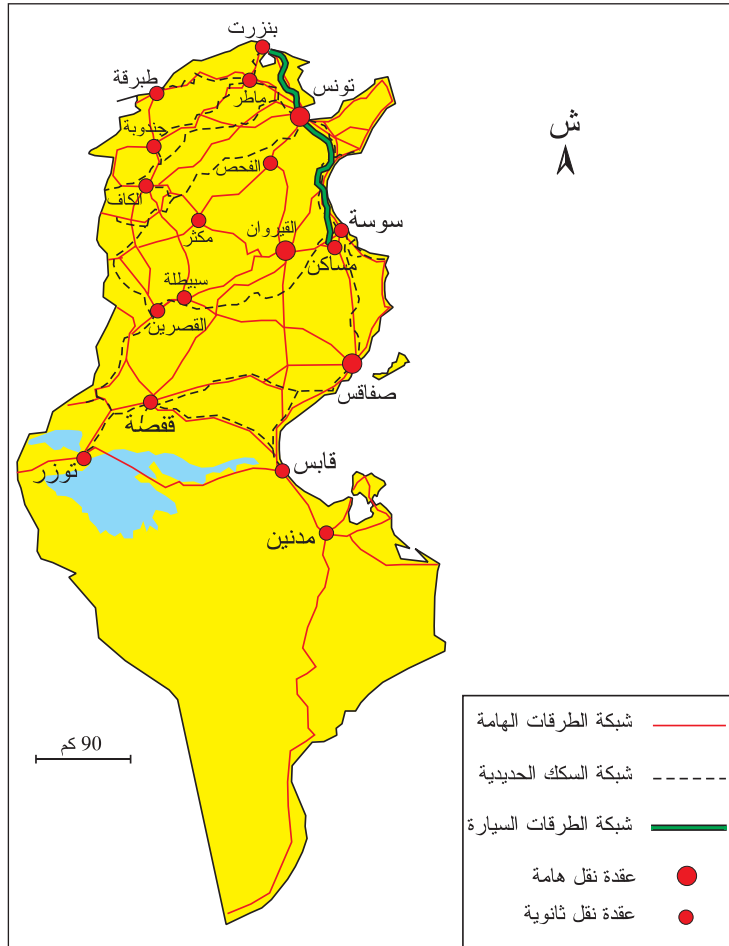 بنزرت
طبرقة
ماطر
تونس
جندوبة
الفحص
ش
الكاف
مكثر
القيروان
سوسة
مساكن
سبيطلة
القصرين
صفاقس
قفصة
توزر
قابس
مدنين
90 كم
شبكة الطرقات الهامة
شبكة السكك الحديدية
شبكة الطرقات السيارة
عقدة نقل هامة
عقدة نقل ثانوية